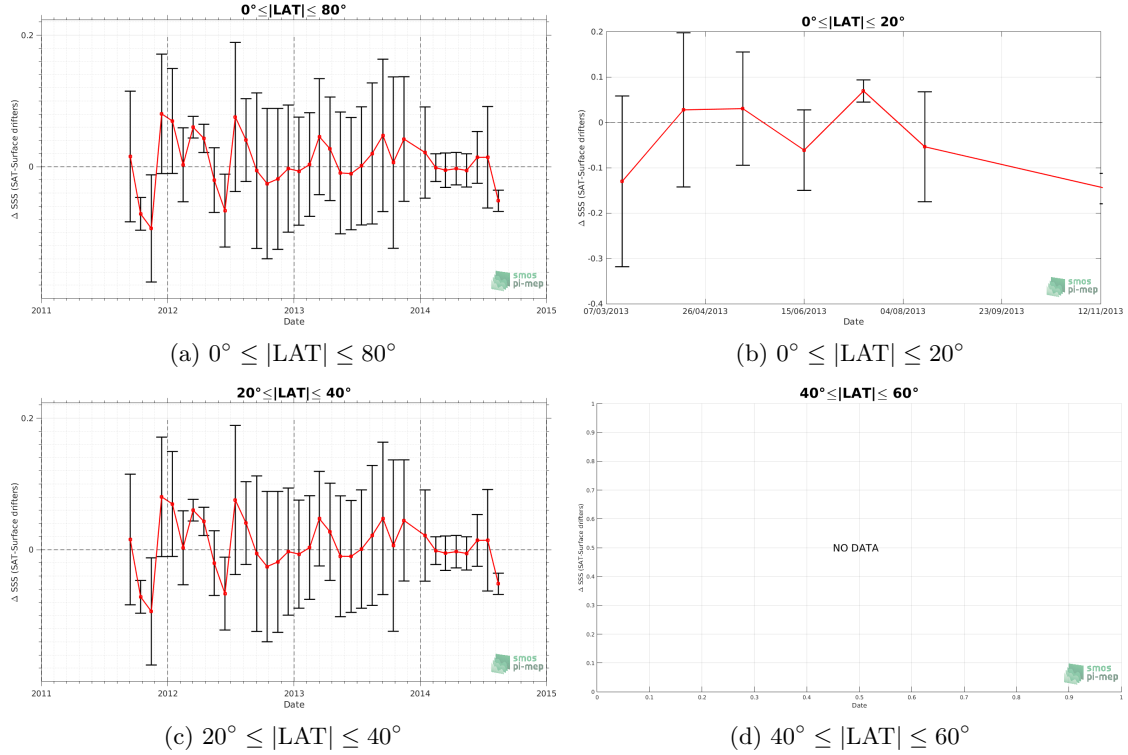 0°≤|LAT|≤ 80°
0.2
0
Δ SSS (SAT-Surface drifters)
2011
2012
2013
2014
2015
Date
smos
pi-mep
(a) 0° ≤ |LAT| ≤ 80°
0°≤|LAT|≤ 20°
0.2
0.1
0
-0.1
-0.2
-0.3
-0.4
Δ SSS (SAT-Surface drifters)
07/03/2013
26/04/2013
15/06/2013
04/08/2013
23/09/2013
12/11/2013
Date
smos
pi-mep
(b) 0° ≤ |LAT| ≤ 20°
20°≤|LAT|≤ 40°
0.2
0
Δ SSS (SAT-Surface drifters)
2011
2012
2013
2014
2015
Date
smos
pi-mep
(c) 20° ≤ |LAT| ≤ 40°
40°≤|LAT|≤ 60°
1
0.9
0.8
0.7
0.6
0.5
0.4
0.3
0.2
0.1
0
Δ SSS (SAT-Surface drifters)
NO DATA
0
0.1
0.2
0.3
0.4
0.5
0.6
0.7
0.8
0.9
1
Date
smos
pi-mep
(d) 40° ≤ |LAT| ≤ 60°